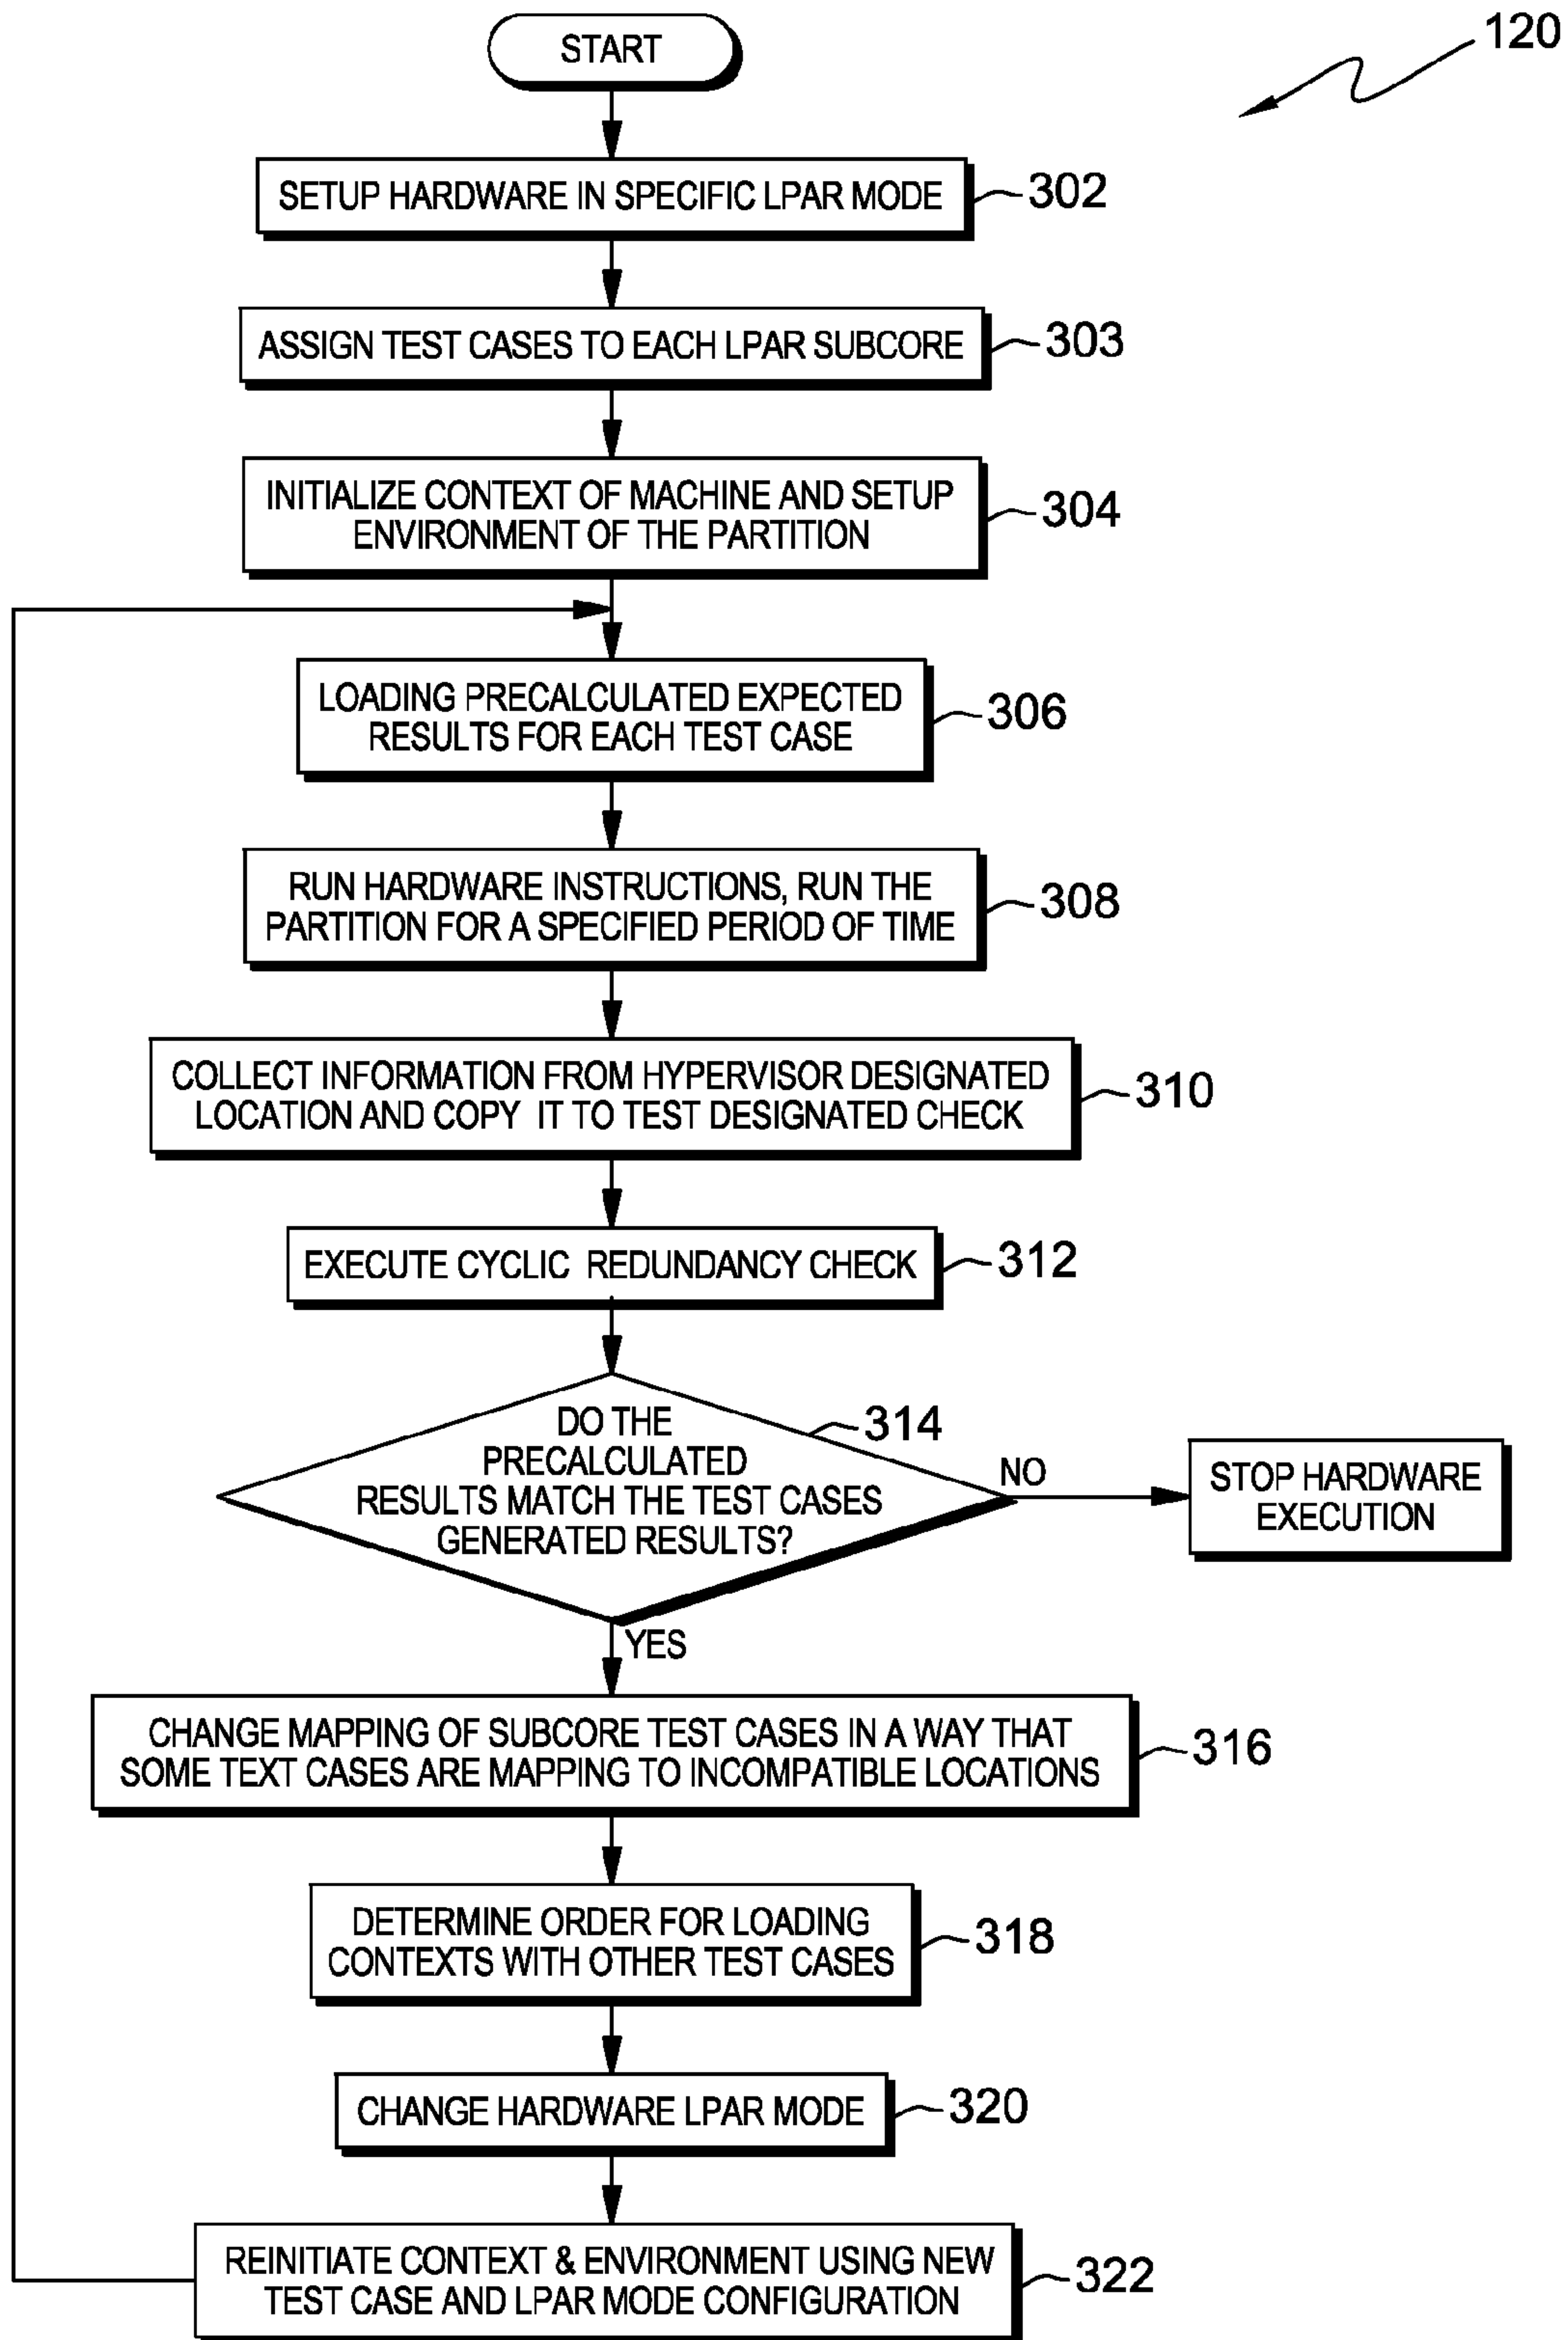 START
120
SETUP HARDWARE IN SPECIFIC LPAR MODE
302
ASSIGN TEST CASES TO EACH LPAR SUBCORE
303
INITIALIZE CONTEXT OF MACHINE AND SETUP
ENVIRONMENT OF THE PARTITION
304
LOADING PRECALCULATED EXPECTED
RESULTS FOR EACH TEST CASE
306
RUN HARDWARE INSTRUCTIONS, RUN THE
PARTITION FOR A SPECIFIED PERIOD OF TIME
308
COLLECT INFORMATION FROM HYPERVISOR DESIGNATED
LOCATION AND COPY IT TO TEST DESIGNATED CHECK
310
EXECUTE CYCLIC REDUNDANCY CHECK
312
DO THE
PRECALCULATED
RESULTS MATCH THE TEST CASES
GENERATED RESULTS?
314
NO
STOP HARDWARE
EXECUTION
YES
CHANGE MAPPING OF SUBCORE TEST CASES IN A WAY THAT
SOME TEXT CASES ARE MAPPING TO INCOMPATIBLE LOCATIONS
316
DETERMINE ORDER FOR LOADING
CONTEXTS WITH OTHER TEST CASES
318
CHANGE HARDWARE LPAR MODE
320
REINITIATE CONTEXT & ENVIRONMENT USING NEW
TEST CASE AND LPAR MODE CONFIGURATION
322